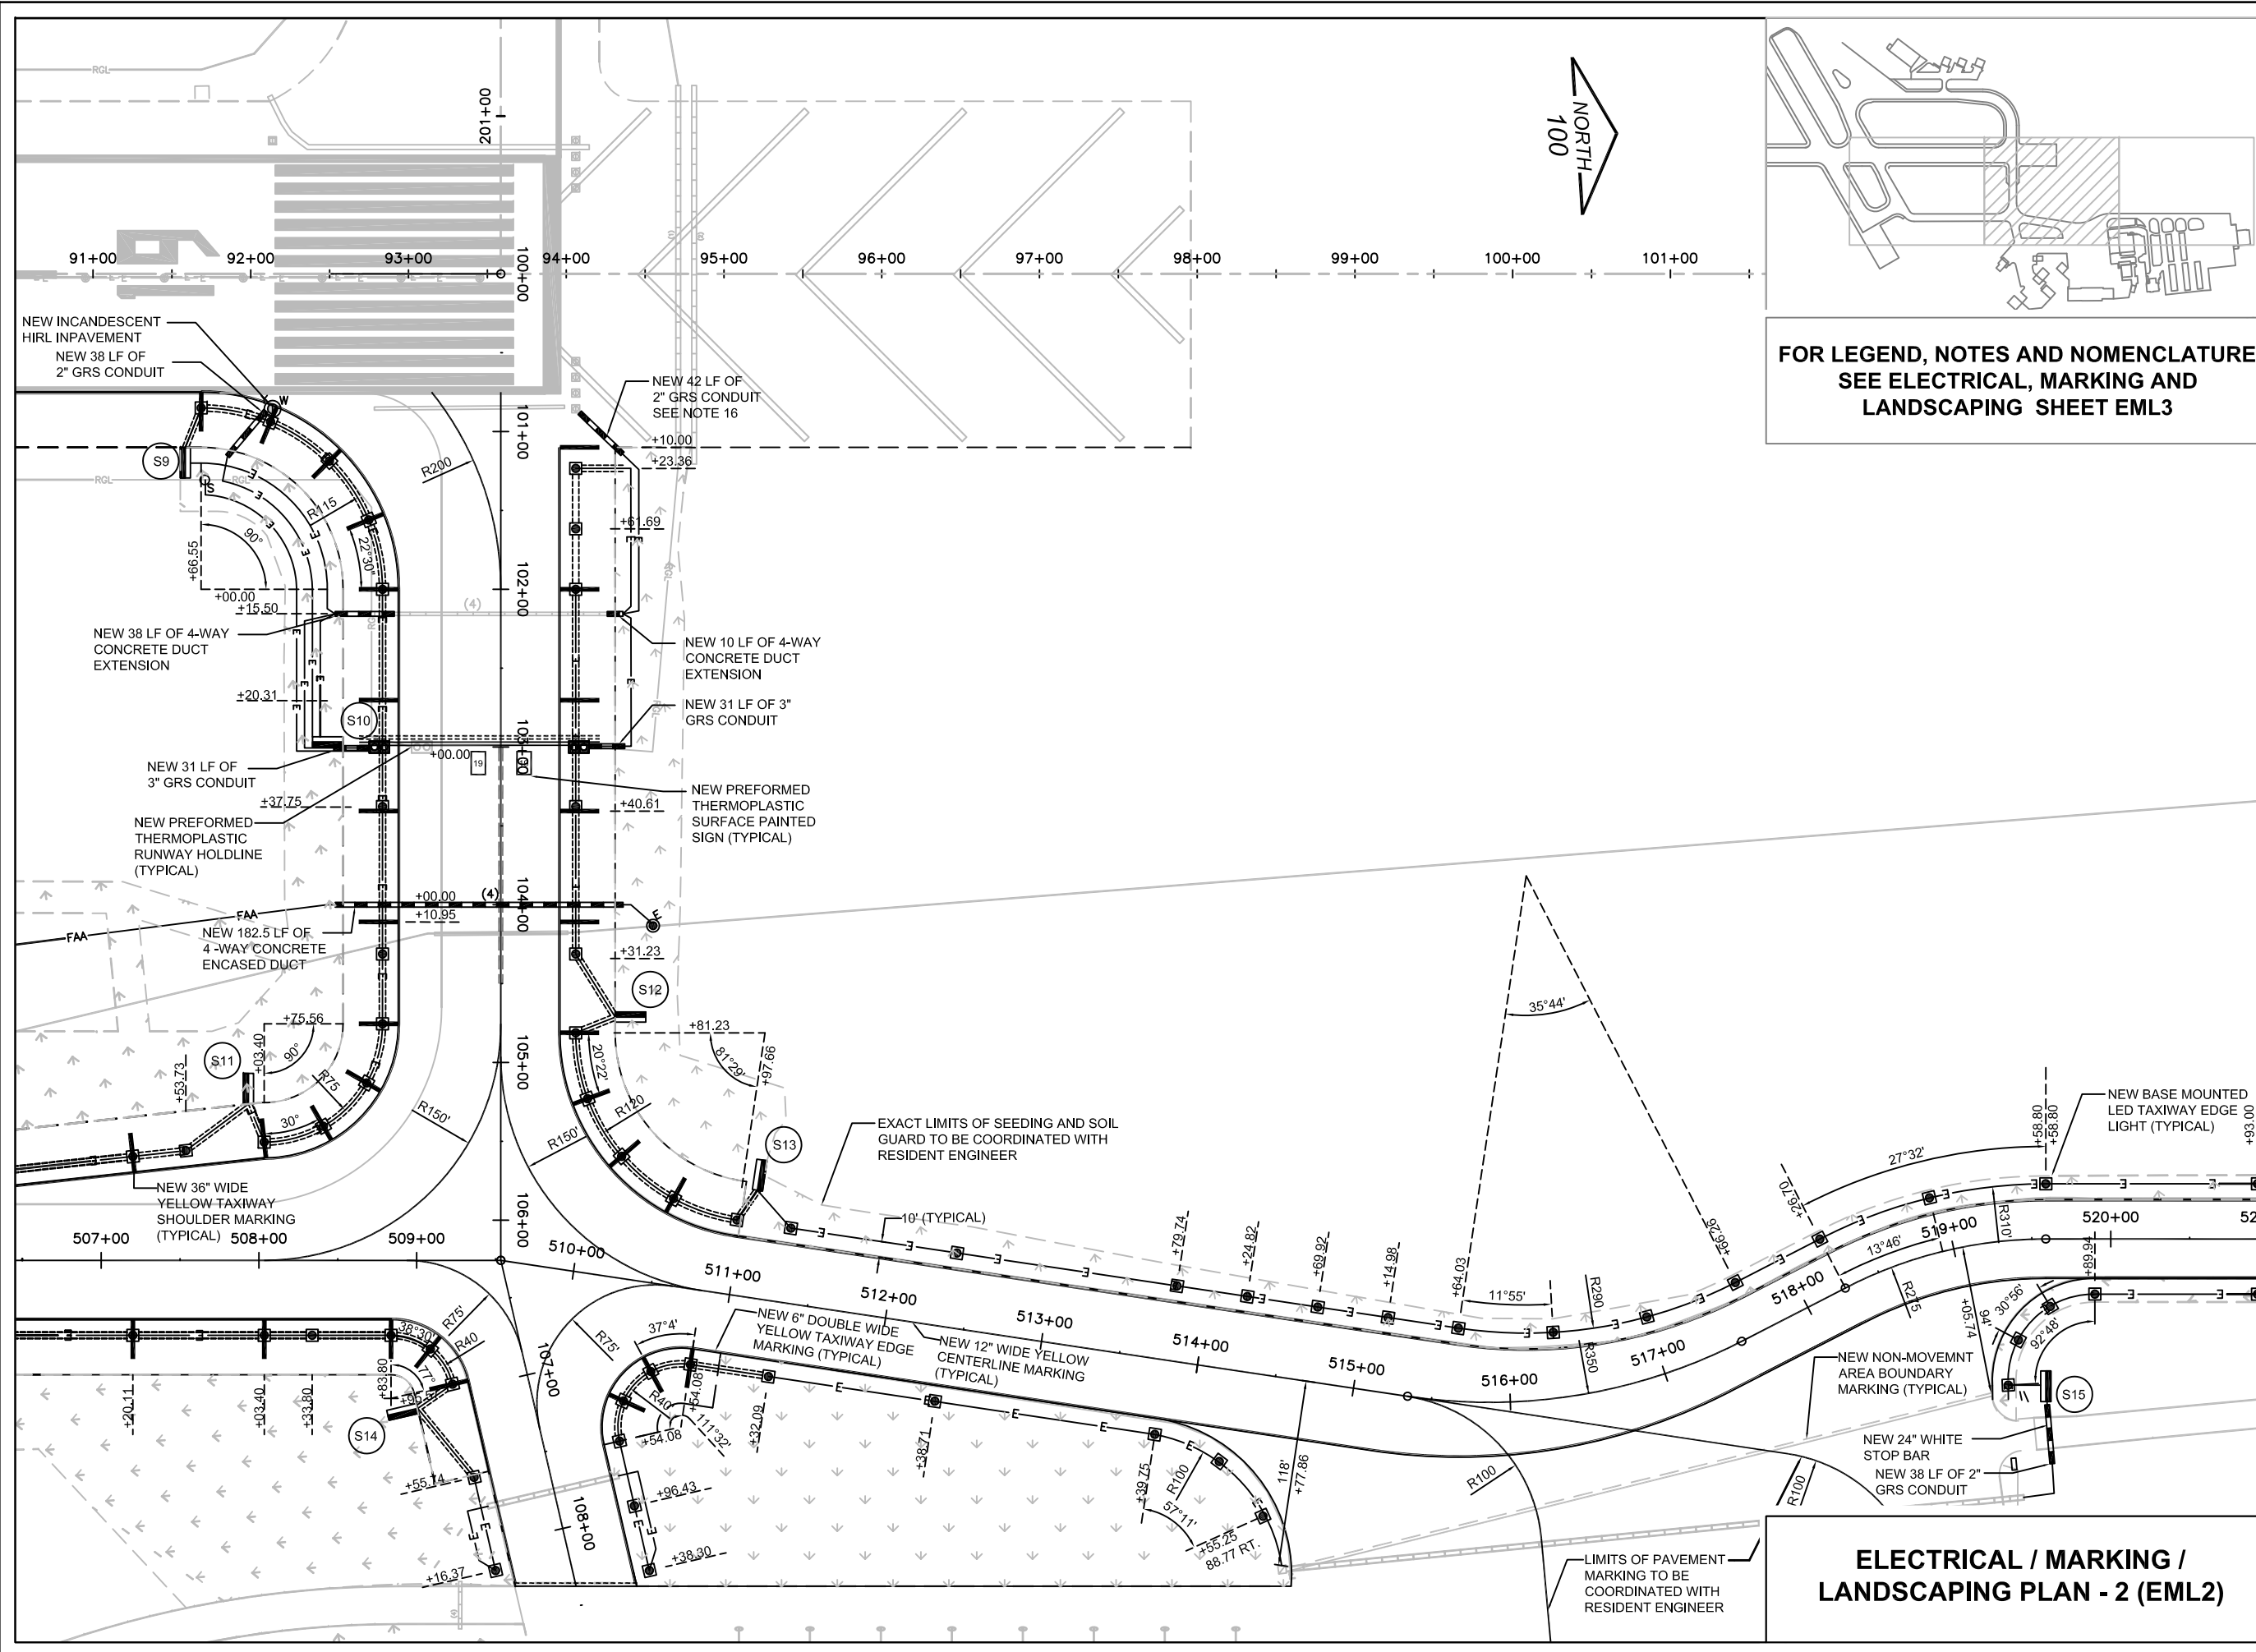 RGL
201+00
NORTH
100
91+00
92+00
93+00
94+00
95+00
96+00
97+00
98+00
99+00
100+00
101+00
100+00
FOR LEGEND, NOTES AND NOMENCLATURE
SEE ELECTRICAL, MARKING AND
LANDSCAPING SHEET EML3
NEW INCANDESCENT
HIRL INPAVEMENT
NEW 38 LF OF
2" GRS CONDUIT
W
NEW 42 LF OF
2" GRS CONDUIT
SEE NOTE 16
101+00
+10.00
+23.36
S9
R200
RGL
S
RGL
R115
90°
22°30'
+66.55
+61.69
+00.00
+15.50
102+00
(4)
RGL
NEW 38 LF OF 4-WAY
CONCRETE DUCT
EXTENSION
NEW 10 LF OF 4-WAY
CONCRETE DUCT
EXTENSION
+20.31
S10
NEW 31 LF OF 3"
GRS CONDUIT
103+00
+00.00
19
NEW 31 LF OF
3" GRS CONDUIT
+37.75
+40.61
NEW PREFORMED
THERMOPLASTIC
SURFACE PAINTED
SIGN (TYPICAL)
NEW PREFORMED
THERMOPLASTIC
RUNWAY HOLDLINE
(TYPICAL)
+00.00
(4)
+10.95
104+00
FAA
FAA
NEW 182.5 LF OF
4 -WAY CONCRETE
ENCASED DUCT
+31.23
S12
35°44'
+75.56
+03.40
90°
+53.73
S11
R75
30°
105+00
20°22'
+81.23
81°29'
+97.66
R120
R150'
R150'
S13
EXACT LIMITS OF SEEDING AND SOIL
GUARD TO BE COORDINATED WITH
RESIDENT ENGINEER
NEW BASE MOUNTED
LED TAXIWAY EDGE
LIGHT (TYPICAL)
+58.80
+58.80
+93.00
27°32'
NEW 36" WIDE
YELLOW TAXIWAY
SHOULDER MARKING
(TYPICAL)
106+00
10' (TYPICAL)
+79.74
+24.82
+69.92
+14.98
+64.03
11°55'
+66.26
+26.70
13°46'
R290
R310'
507+00
508+00
509+00
510+00
511+00
512+00
513+00
514+00
515+00
516+00
517+00
518+00
519+00
520+00
R350
R275
+05.74
94'
30°56'
92°48'
+89.94
NEW 6" DOUBLE WIDE
YELLOW TAXIWAY EDGE
MARKING (TYPICAL)
NEW 12" WIDE YELLOW
CENTERLINE MARKING
(TYPICAL)
NEW NON-MOVEMNT
AREA BOUNDARY
MARKING (TYPICAL)
S15
NEW 24" WHITE
STOP BAR
NEW 38 LF OF 2"
GRS CONDUIT
38°30'
R75'
R40
77°
+83.80
+20.11
+03.40
+33.80
S14
+55.74
+16.37
107+00
108+00
R75'
37°4'
R40'
+54.08
+54.08
111°32'
+32.09
+38.71
+96.43
+38.30
+39.75
R100
57°11'
+55.25
88.77 RT.
118'
+77.86
R100
R100
LIMITS OF PAVEMENT
MARKING TO BE
COORDINATED WITH
RESIDENT ENGINEER
ELECTRICAL / MARKING /
LANDSCAPING PLAN - 2 (EML2)